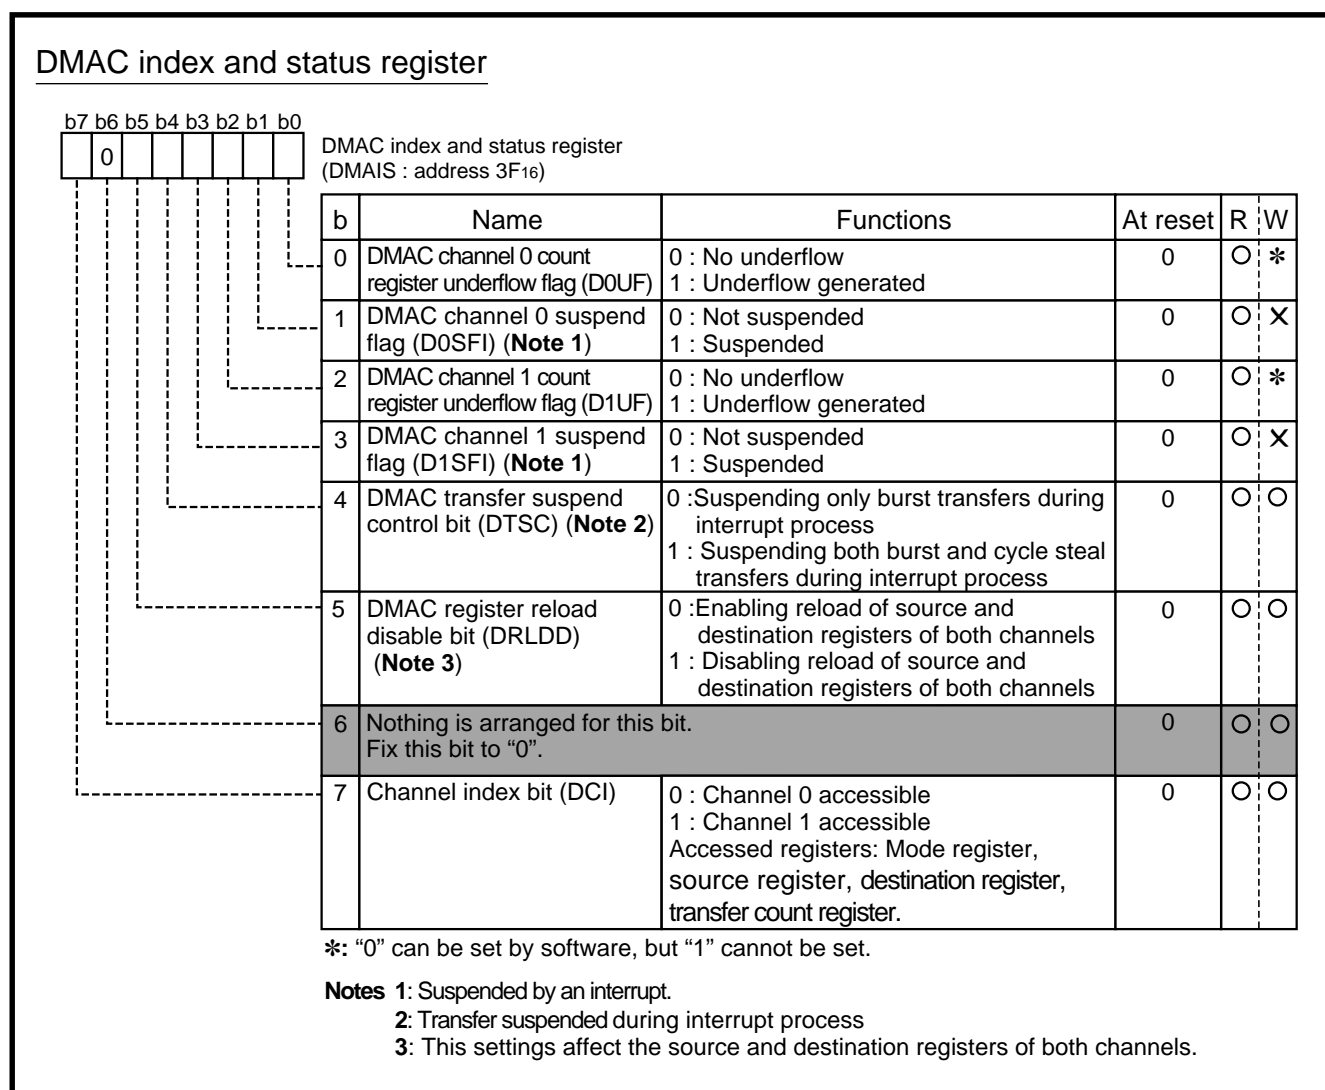 DMAC index and status register
b7 b6 b5 b4 b3 b2 b1 b0
0
DMAC index and status register
(DMAIS : address 3F16)
b Name Functions At reset R W
0 DMAC channel 0 count 0 : No underflow 0 O ✻
register underflow flag (D0UF) 1 : Underflow generated
1 DMAC channel 0 suspend 0 : Not suspended 0 O ×
flag (D0SFI) (Note 1) 1 : Suspended
2 DMAC channel 1 count 0 : No underflow 0 O ✻
register underflow flag (D1UF) 1 : Underflow generated
3 DMAC channel 1 suspend 0 : Not suspended 0 O ×
flag (D1SFI) (Note 1) 1 : Suspended
4 DMAC transfer suspend 0 :Suspending only burst transfers during 0 O O
control bit (DTSC) (Note 2) interrupt process
1 : Suspending both burst and cycle steal
transfers during interrupt process
5 DMAC register reload 0 :Enabling reload of source and 0 O O
disable bit (DRLDD) destination registers of both channels
(Note 3) 1 : Disabling reload of source and
destination registers of both channels
6 Nothing is arranged for this bit. 0 O O
Fix this bit to “0”.
7 Channel index bit (DCI) 0 : Channel 0 accessible 0 O O
1 : Channel 1 accessible
Accessed registers: Mode register,
source register, destination register,
transfer count register.
✻: “0” can be set by software, but “1” cannot be set.
Notes 1: Suspended by an interrupt.
2: Transfer suspended during interrupt process
3: This settings affect the source and destination registers of both channels.